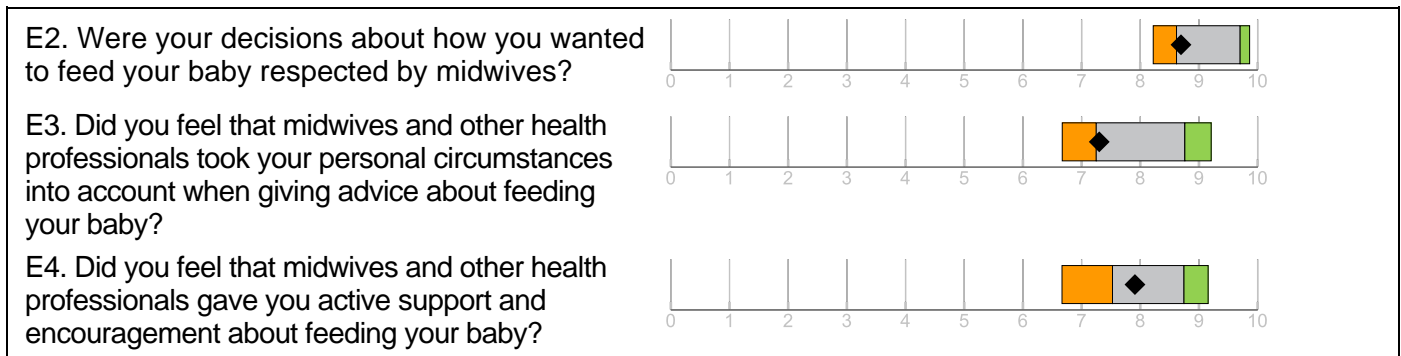 E2. Were your decisions about how you wanted
to feed your baby respected by midwives?
0 1 2 3 4 5 6 7 8 9 10
E3. Did you feel that midwives and other health
professionals took your personal circumstances
into account when giving advice about feeding
your baby?
0 1 2 3 4 5 6 7 8 9 10
E4. Did you feel that midwives and other health
professionals gave you active support and
encouragement about feeding your baby?
0 1 2 3 4 5 6 7 8 9 10